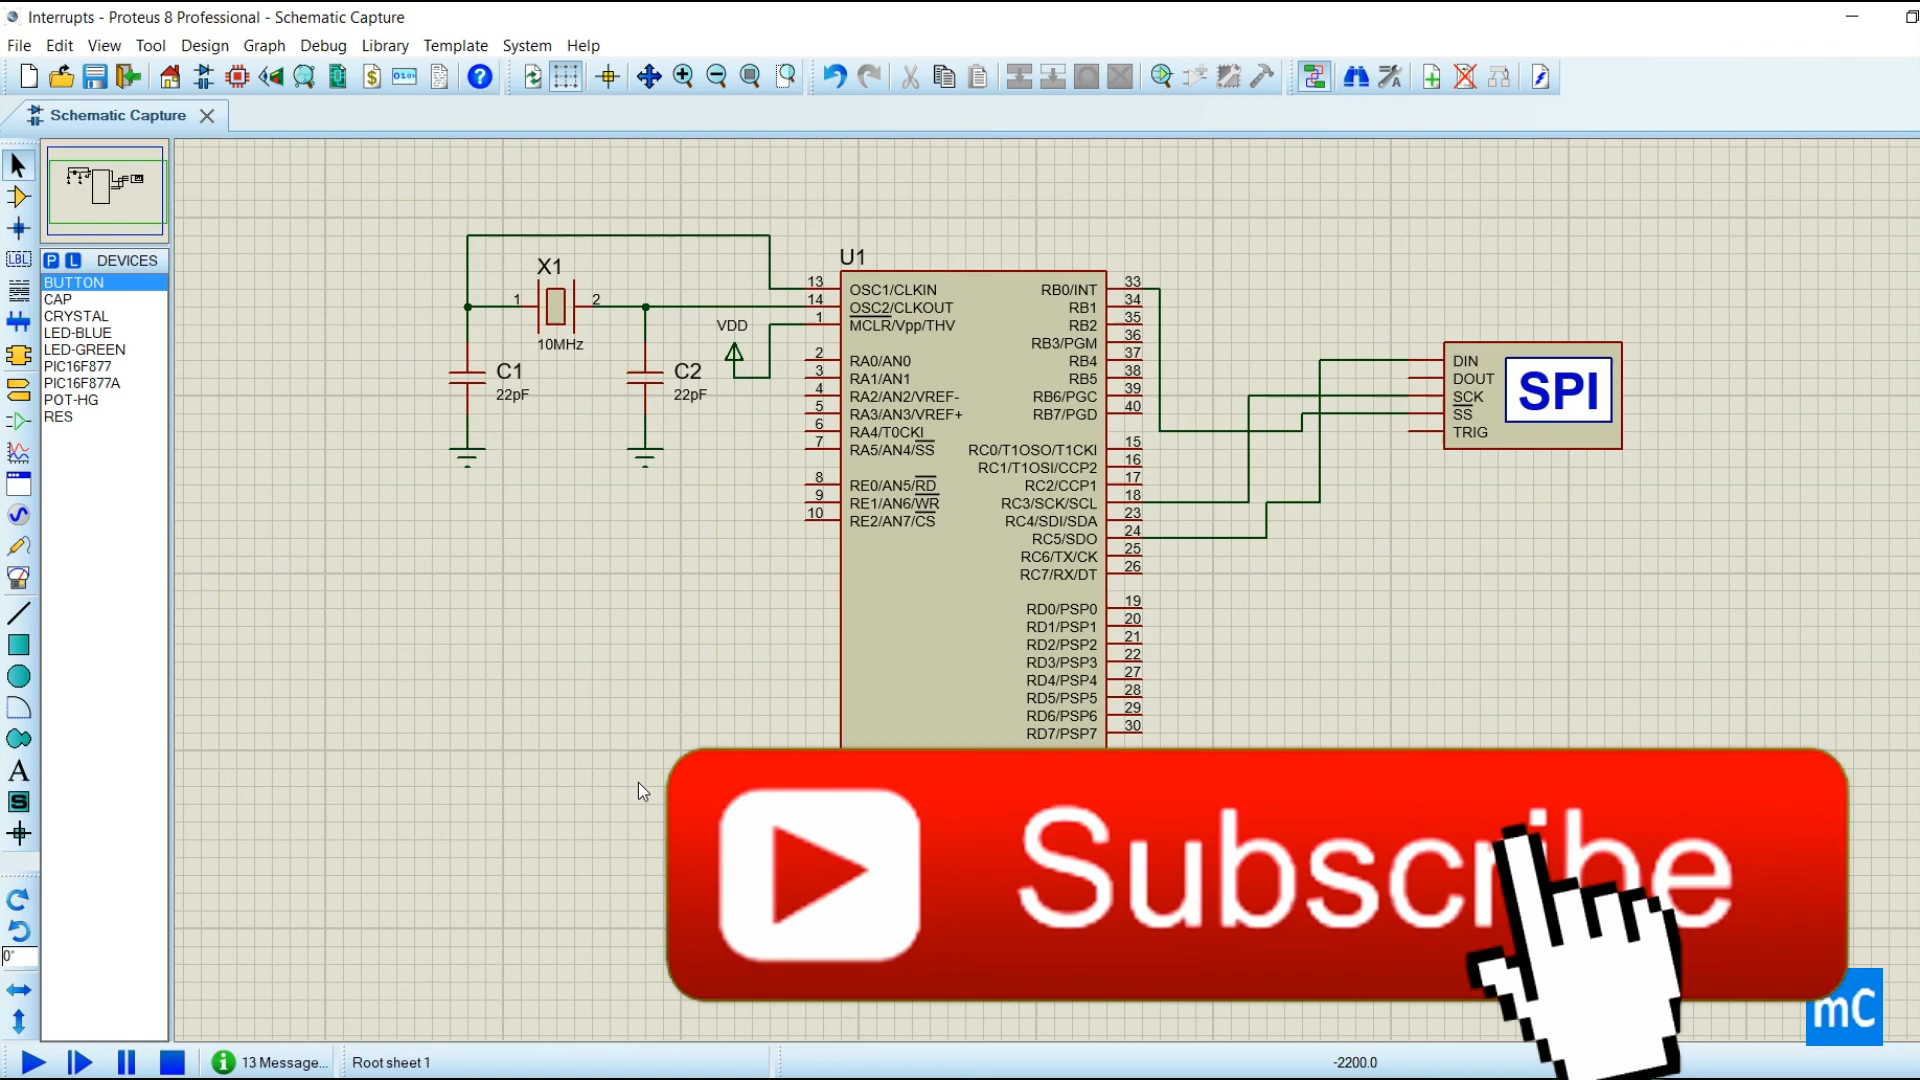 Interrupts - Proteus 8 Professional - Schematic Capture
File Edit View Tool Design Graph Debug Library Template System Help
Schematic Capture
P L DEVICES
BUTTON
CAP
CRYSTAL
LED-BLUE
LED-GREEN
PIC16F877
PIC16F877A
POT-HG
RES
LBL
A
S
0°
X1
1 2
10MHz
C1
22pF
C2
22pF
VDD
U1
13 OSC1/CLKIN
14 OSC2/CLKOUT
1 MCLR/Vpp/THV
2 RA0/AN0
3 RA1/AN1
4 RA2/AN2/VREF-
5 RA3/AN3/VREF+
6 RA4/T0CKI
7 RA5/AN4/SS
8 RE0/AN5/RD
9 RE1/AN6/WR
10 RE2/AN7/CS
RB0/INT 33
RB1 34
RB2 35
RB3/PGM 36
RB4 37
RB5 38
RB6/PGC 39
RB7/PGD 40
RC0/T1OSO/T1CKI 15
RC1/T1OSI/CCP2 16
RC2/CCP1 17
RC3/SCK/SCL 18
RC4/SDI/SDA 23
RC5/SDO 24
RC6/TX/CK 25
RC7/RX/DT 26
RD0/PSP0 19
RD1/PSP1 20
RD2/PSP2 21
RD3/PSP3 22
RD4/PSP4 27
RD5/PSP5 28
RD6/PSP6 29
RD7/PSP7 30
DIN
DOUT
SCK
SS
TRIG
SPI
Subscribe
mC
13 Message... Root sheet 1 -2200.0